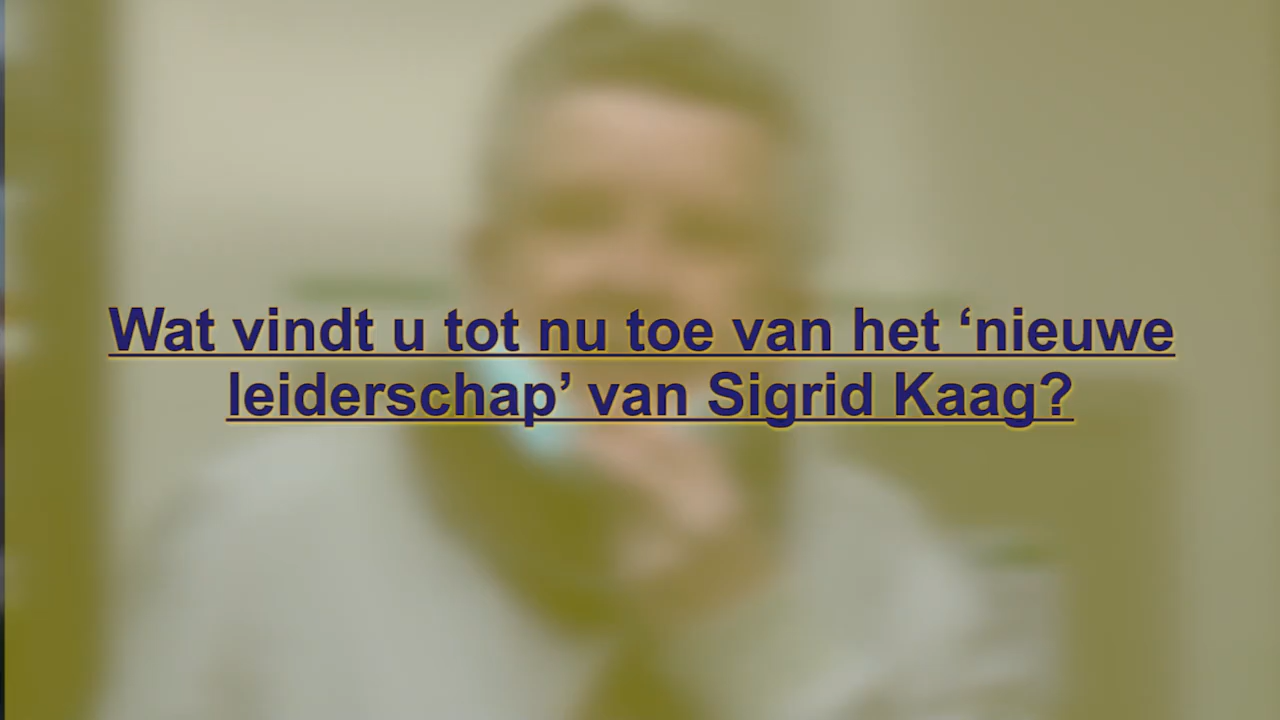 Wat vindt u tot nu toe van het ‘nieuwe
leiderschap’ van Sigrid Kaag?